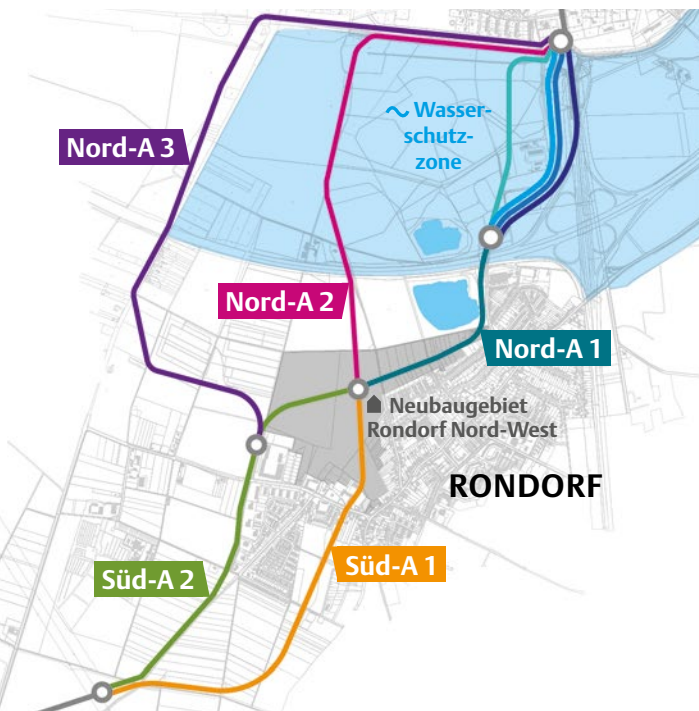 Wasser-
schutz-
zone
Nord-A 3
Nord-A 2
Nord-A 1
Neubaugebiet
Rondorf Nord-West
RONDORF
Süd-A 2
Süd-A 1